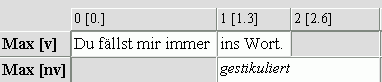 0 [0.] 1 [1.3] 2 [2.6]
Max [v] Du fällst mir immer ins Wort.
Max [nv] gestikuliert